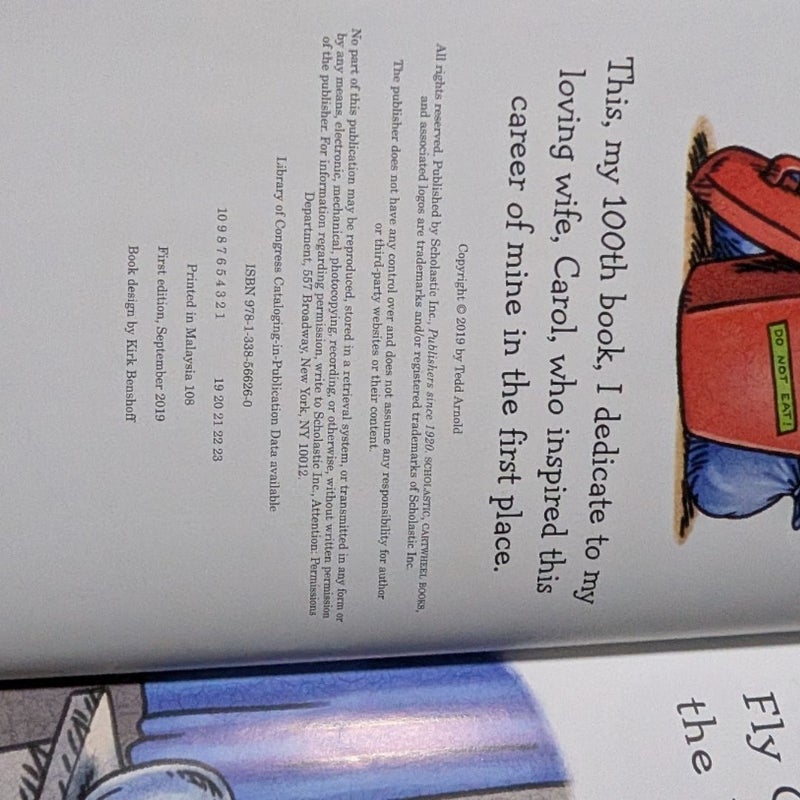 DO NOT EAT!
This, my 100th book, I dedicate to my
loving wife, Carol, who inspired this
career of mine in the first place.
Copyright © 2019 by Tedd Arnold
All rights reserved. Published by Scholastic Inc., Publishers since 1920. SCHOLASTIC, CARTWHEEL BOOKS,
and associated logos are trademarks and/or registered trademarks of Scholastic Inc.
The publisher does not have any control over and does not assume any responsibility for author
or third-party websites or their content.
No part of this publication may be reproduced, stored in a retrieval system, or transmitted in any form or
by any means, electronic, mechanical, photocopying, recording, or otherwise, without written permission
of the publisher. For information regarding permission, write to Scholastic Inc., Attention: Permissions
Department, 557 Broadway, New York, NY 10012.
Library of Congress Cataloging-in-Publication Data available
ISBN 978-1-338-56626-0
10 9 8 7 6 5 4 3 2 1 19 20 21 22 23
Printed in Malaysia 108
First edition, September 2019
Book design by Kirk Benshoff
Fly
the